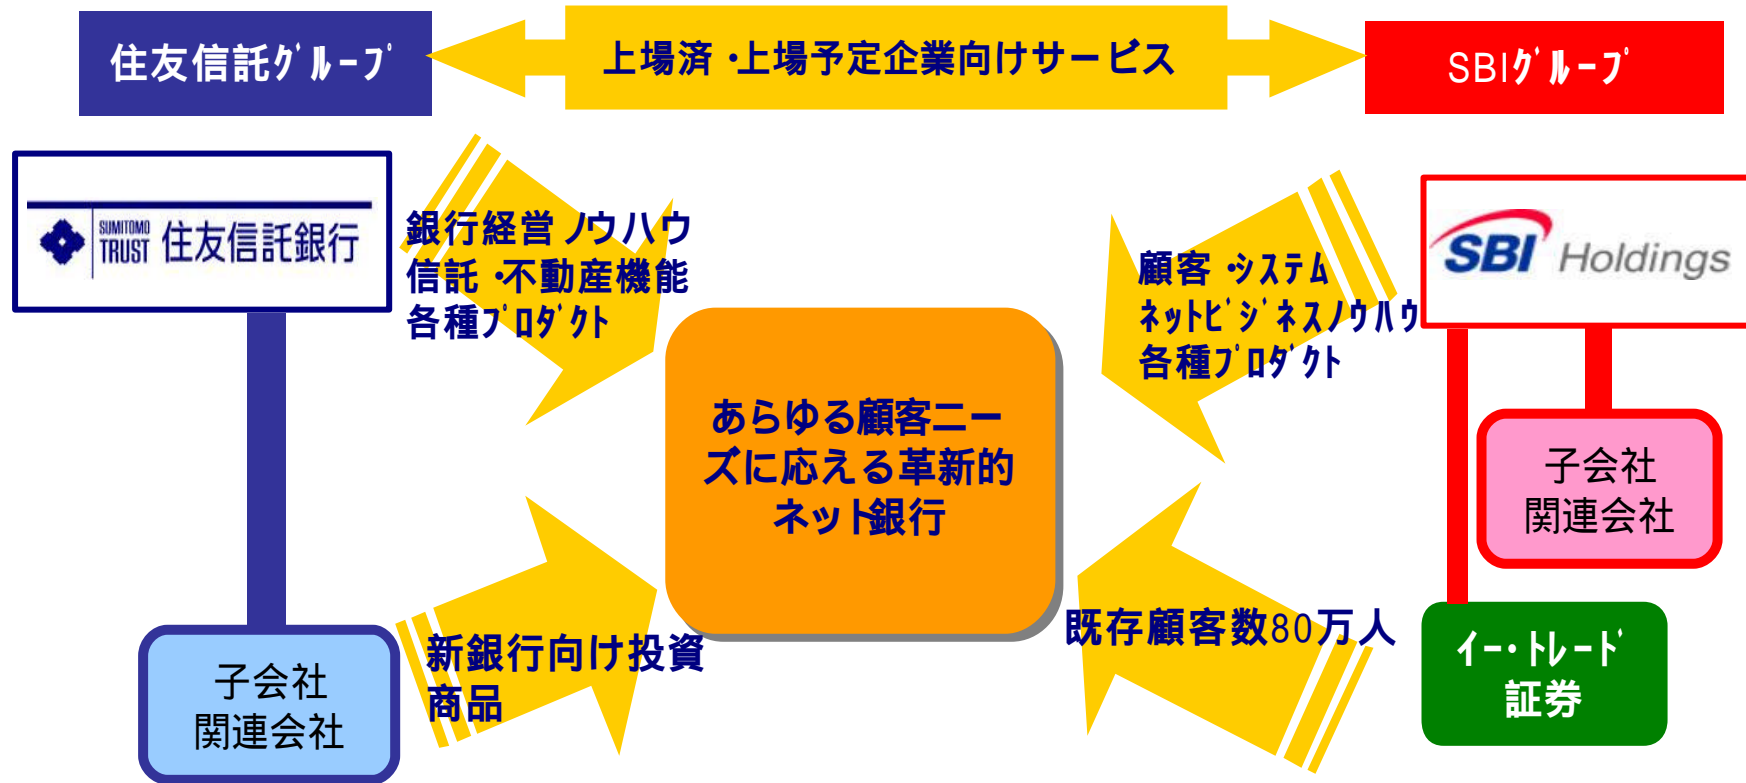 住友信託ｸﾞﾙｰﾌﾟ
上場済・上場予定企業向けサービス
SBIｸﾞﾙｰﾌﾟ
SUMITOMO
TRUST
住友信託銀行
銀行経営ノウハウ
信託・不動産機能
各種ﾌﾟﾛﾀﾞｸﾄ
顧客・システム
ﾈｯﾄﾋﾞｼﾞﾈｽノウハウ
各種ﾌﾟﾛﾀﾞｸﾄ
SBI Holdings
あらゆる顧客ニー
ズに応える革新的
ネット銀行
子会社
関連会社
新銀行向け投資
商品
既存顧客数80万人
子会社
関連会社
ｲｰ・ﾄﾚｰﾄﾞ
証券